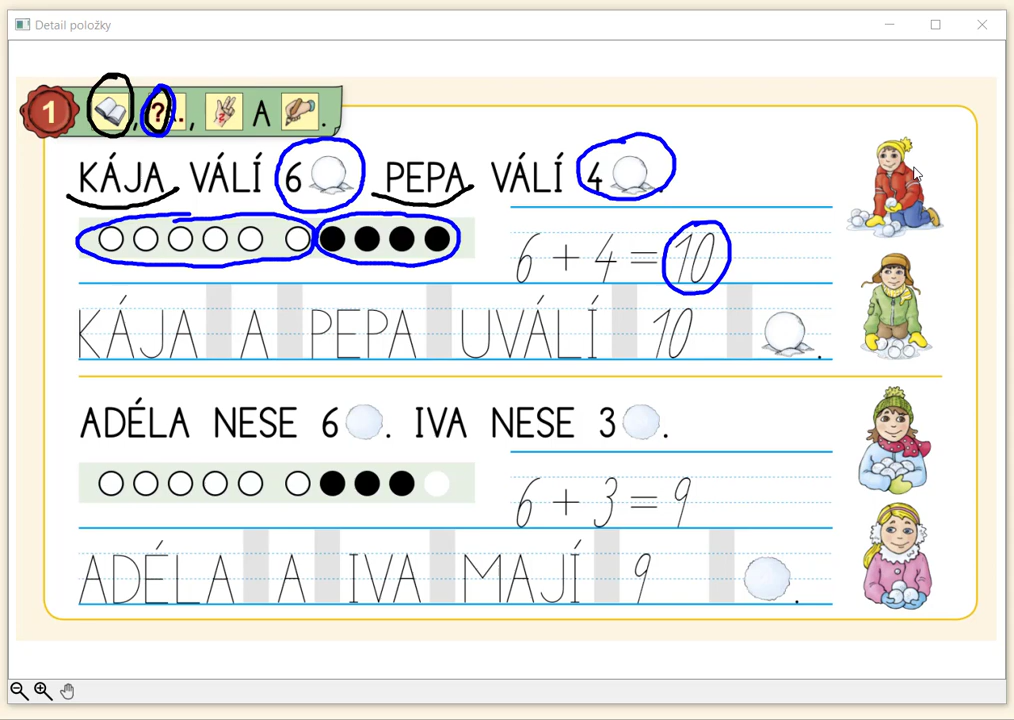 Detail položky
1 , ?., , A .
KÁJA VÁLÍ 6 . PEPA VÁLÍ 4 .
6 + 4 = 10
KÁJA A PEPA UVÁLÍ 10 .
ADÉLA NESE 6 . IVA NESE 3 .
6 + 3 = 9
ADÉLA A IVA MAJÍ 9 .